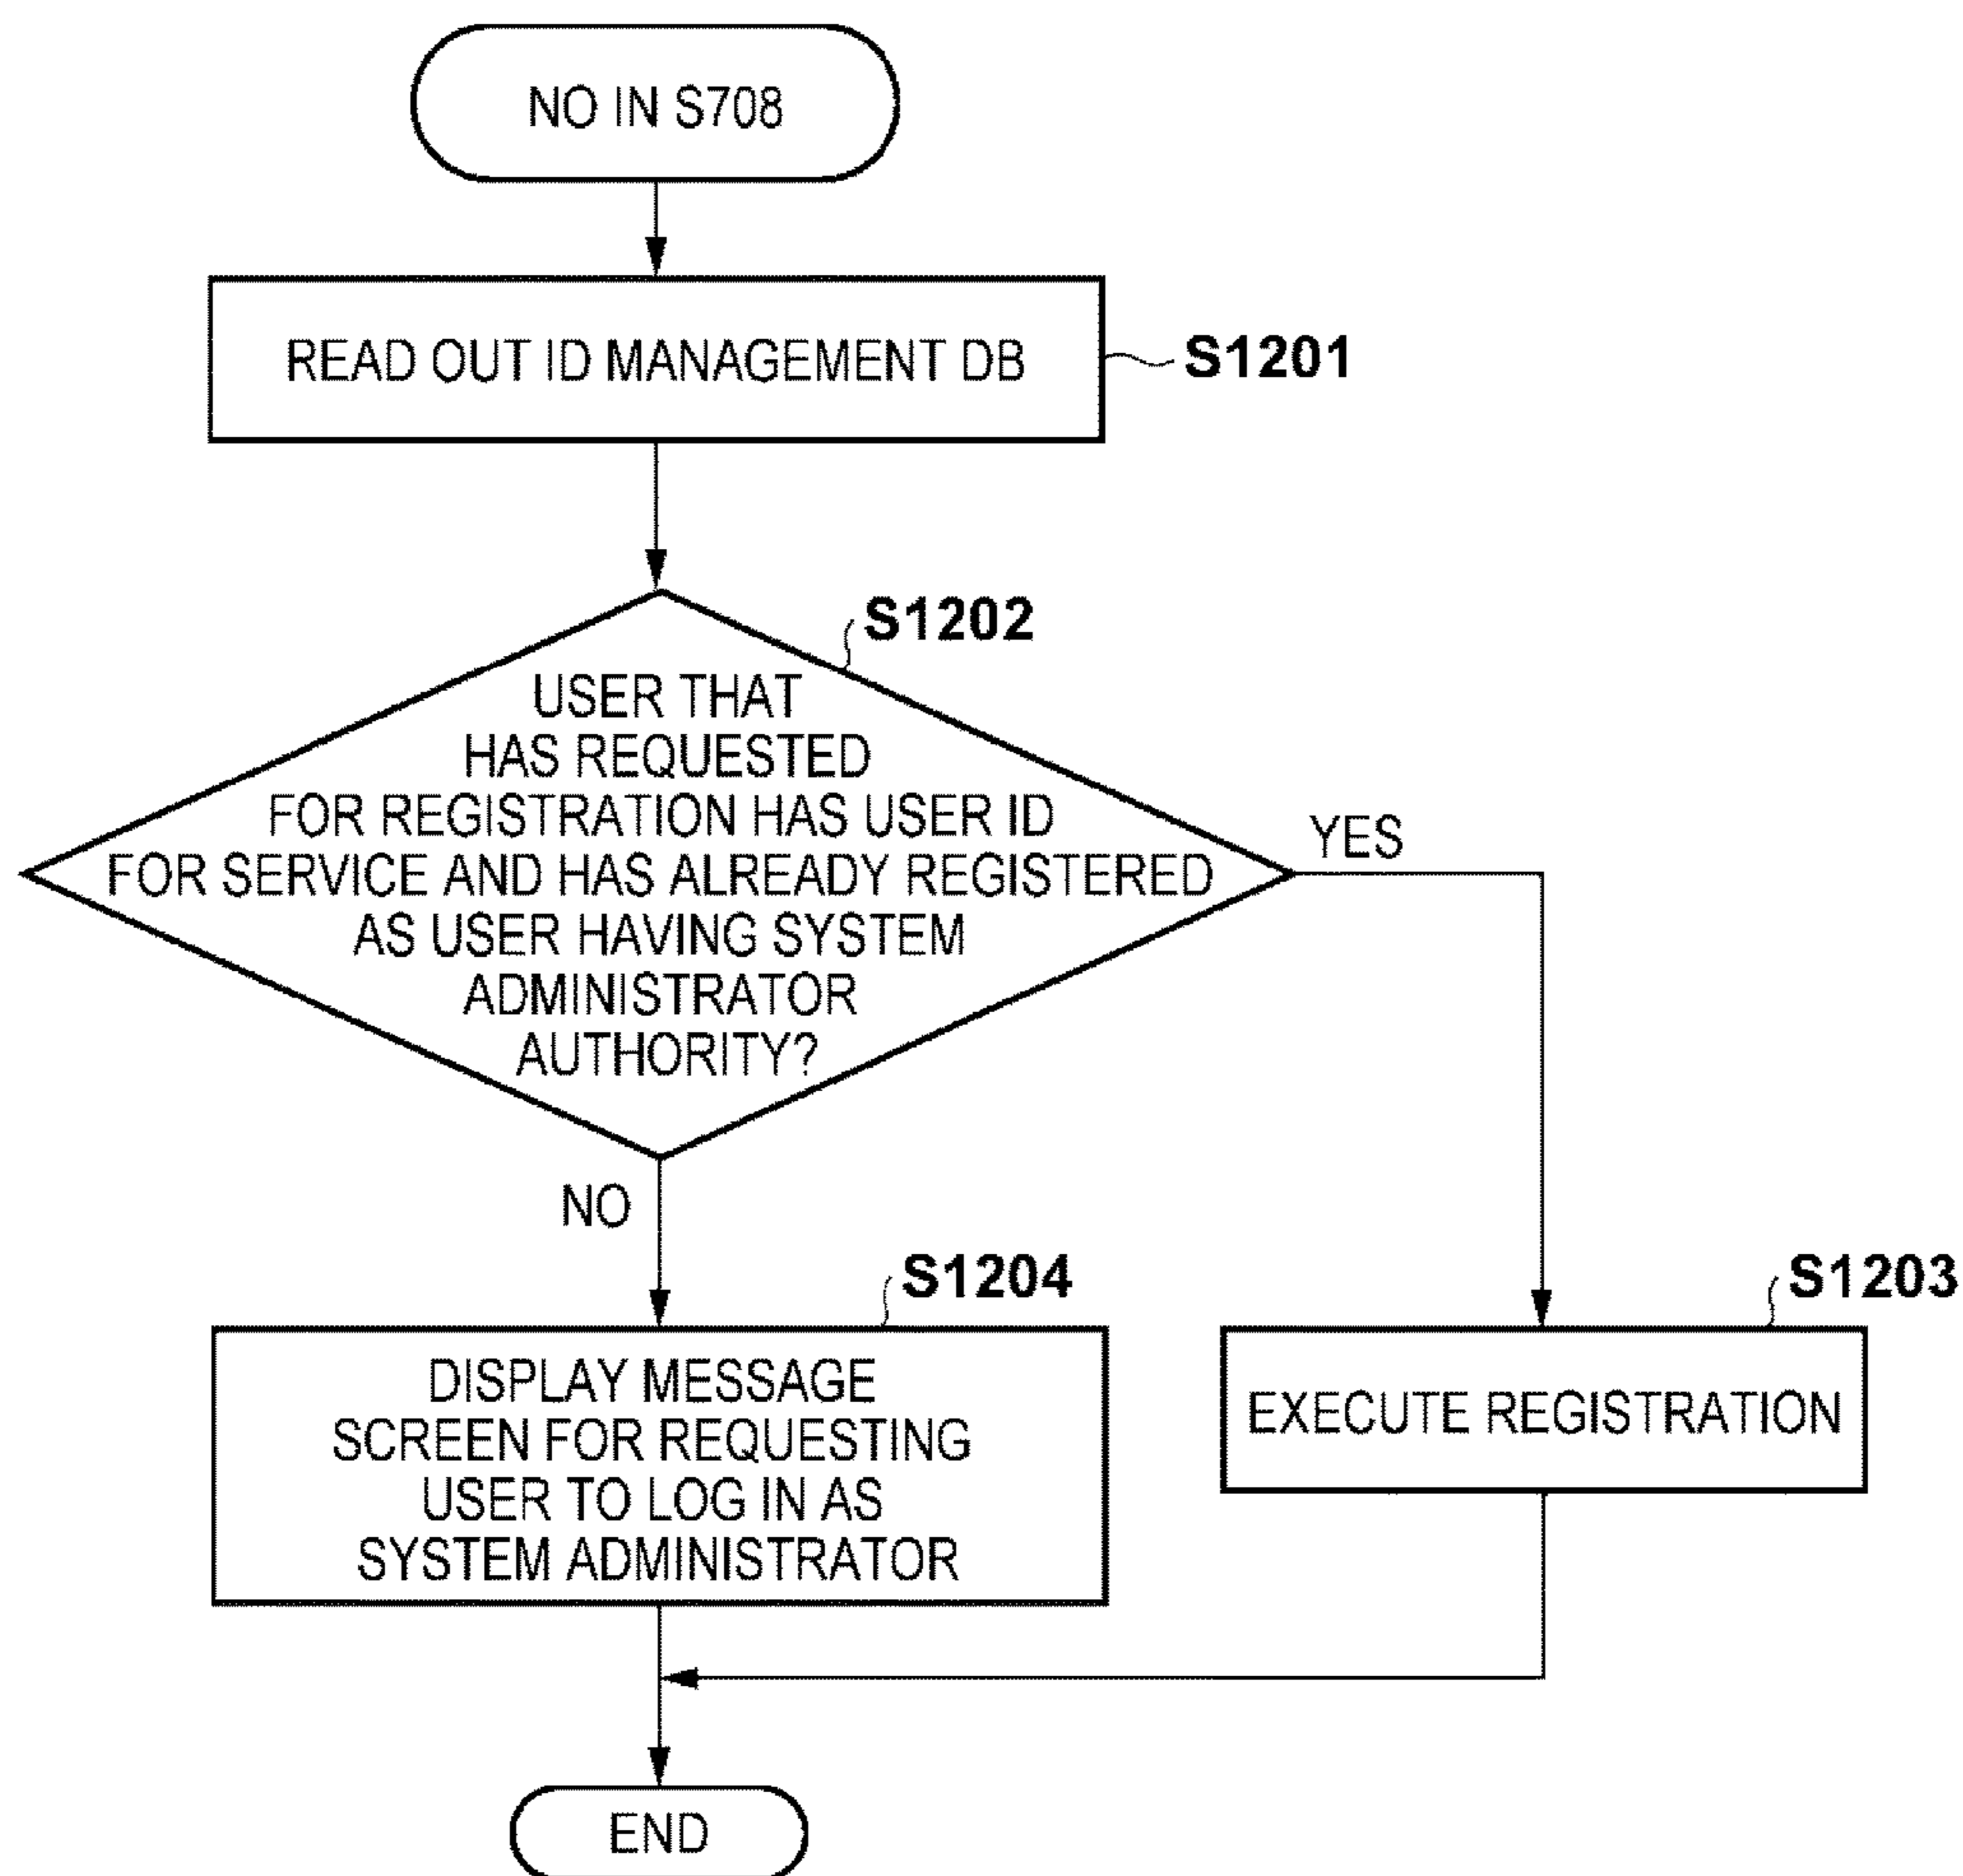 NO IN S708
READ OUT ID MANAGEMENT DB
S1201
S1202
USER THAT
HAS REQUESTED
FOR REGISTRATION HAS USER ID
FOR SERVICE AND HAS ALREADY REGISTERED
AS USER HAVING SYSTEM
ADMINISTRATOR
AUTHORITY?
YES
NO
S1204
DISPLAY MESSAGE
SCREEN FOR REQUESTING
USER TO LOG IN AS
SYSTEM ADMINISTRATOR
S1203
EXECUTE REGISTRATION
END